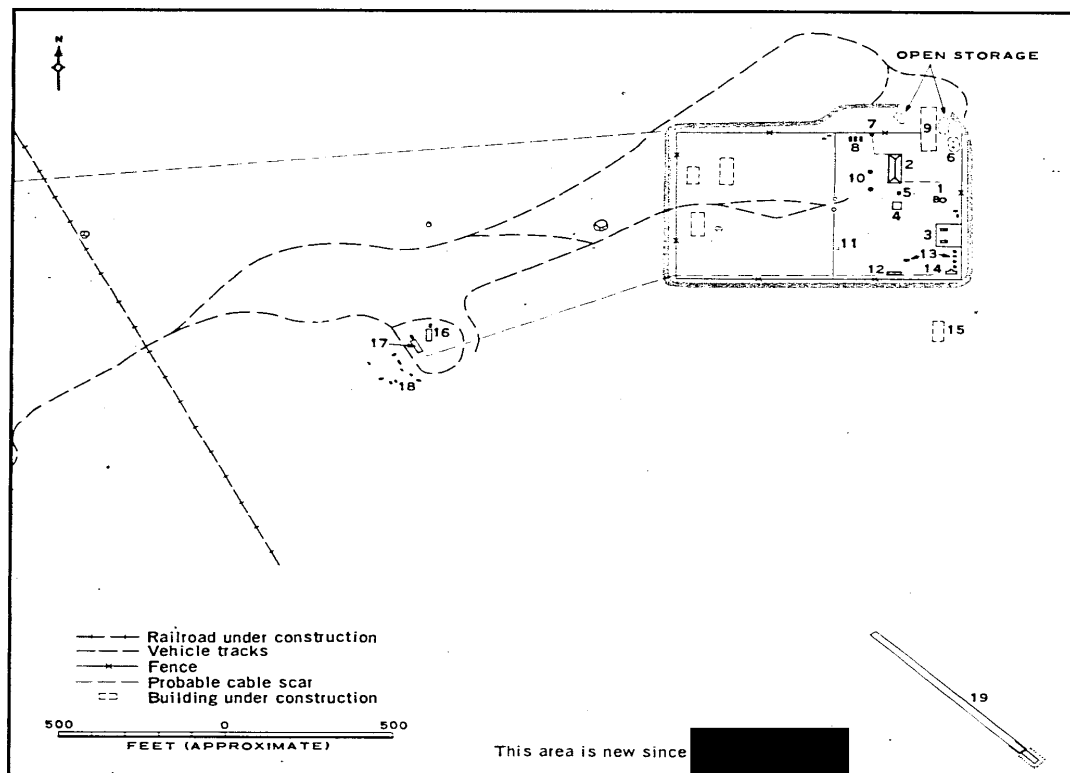 N
OPEN STORAGE
7
9
8
6
2
10
5
1
B
4
3
11
13
12
14
15
16
17
18
Railroad under construction
Vehicle tracks
Fence
Probable cable scar
Building under construction
19
500 0 500
FEET (APPROXIMATE)
This area is new since